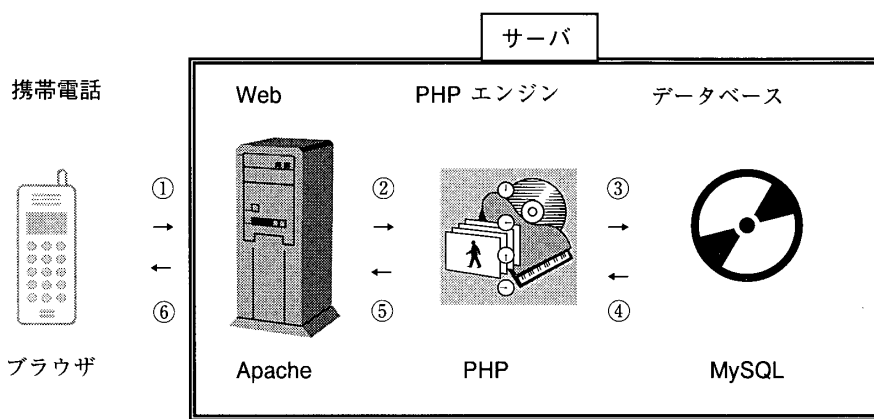 サーバ
携帯電話
Web
PHP エンジン
データベース
① ② ③
→ → →
← ← ←
⑥ ⑤ ④
ブラウザ
Apache
PHP
MySQL